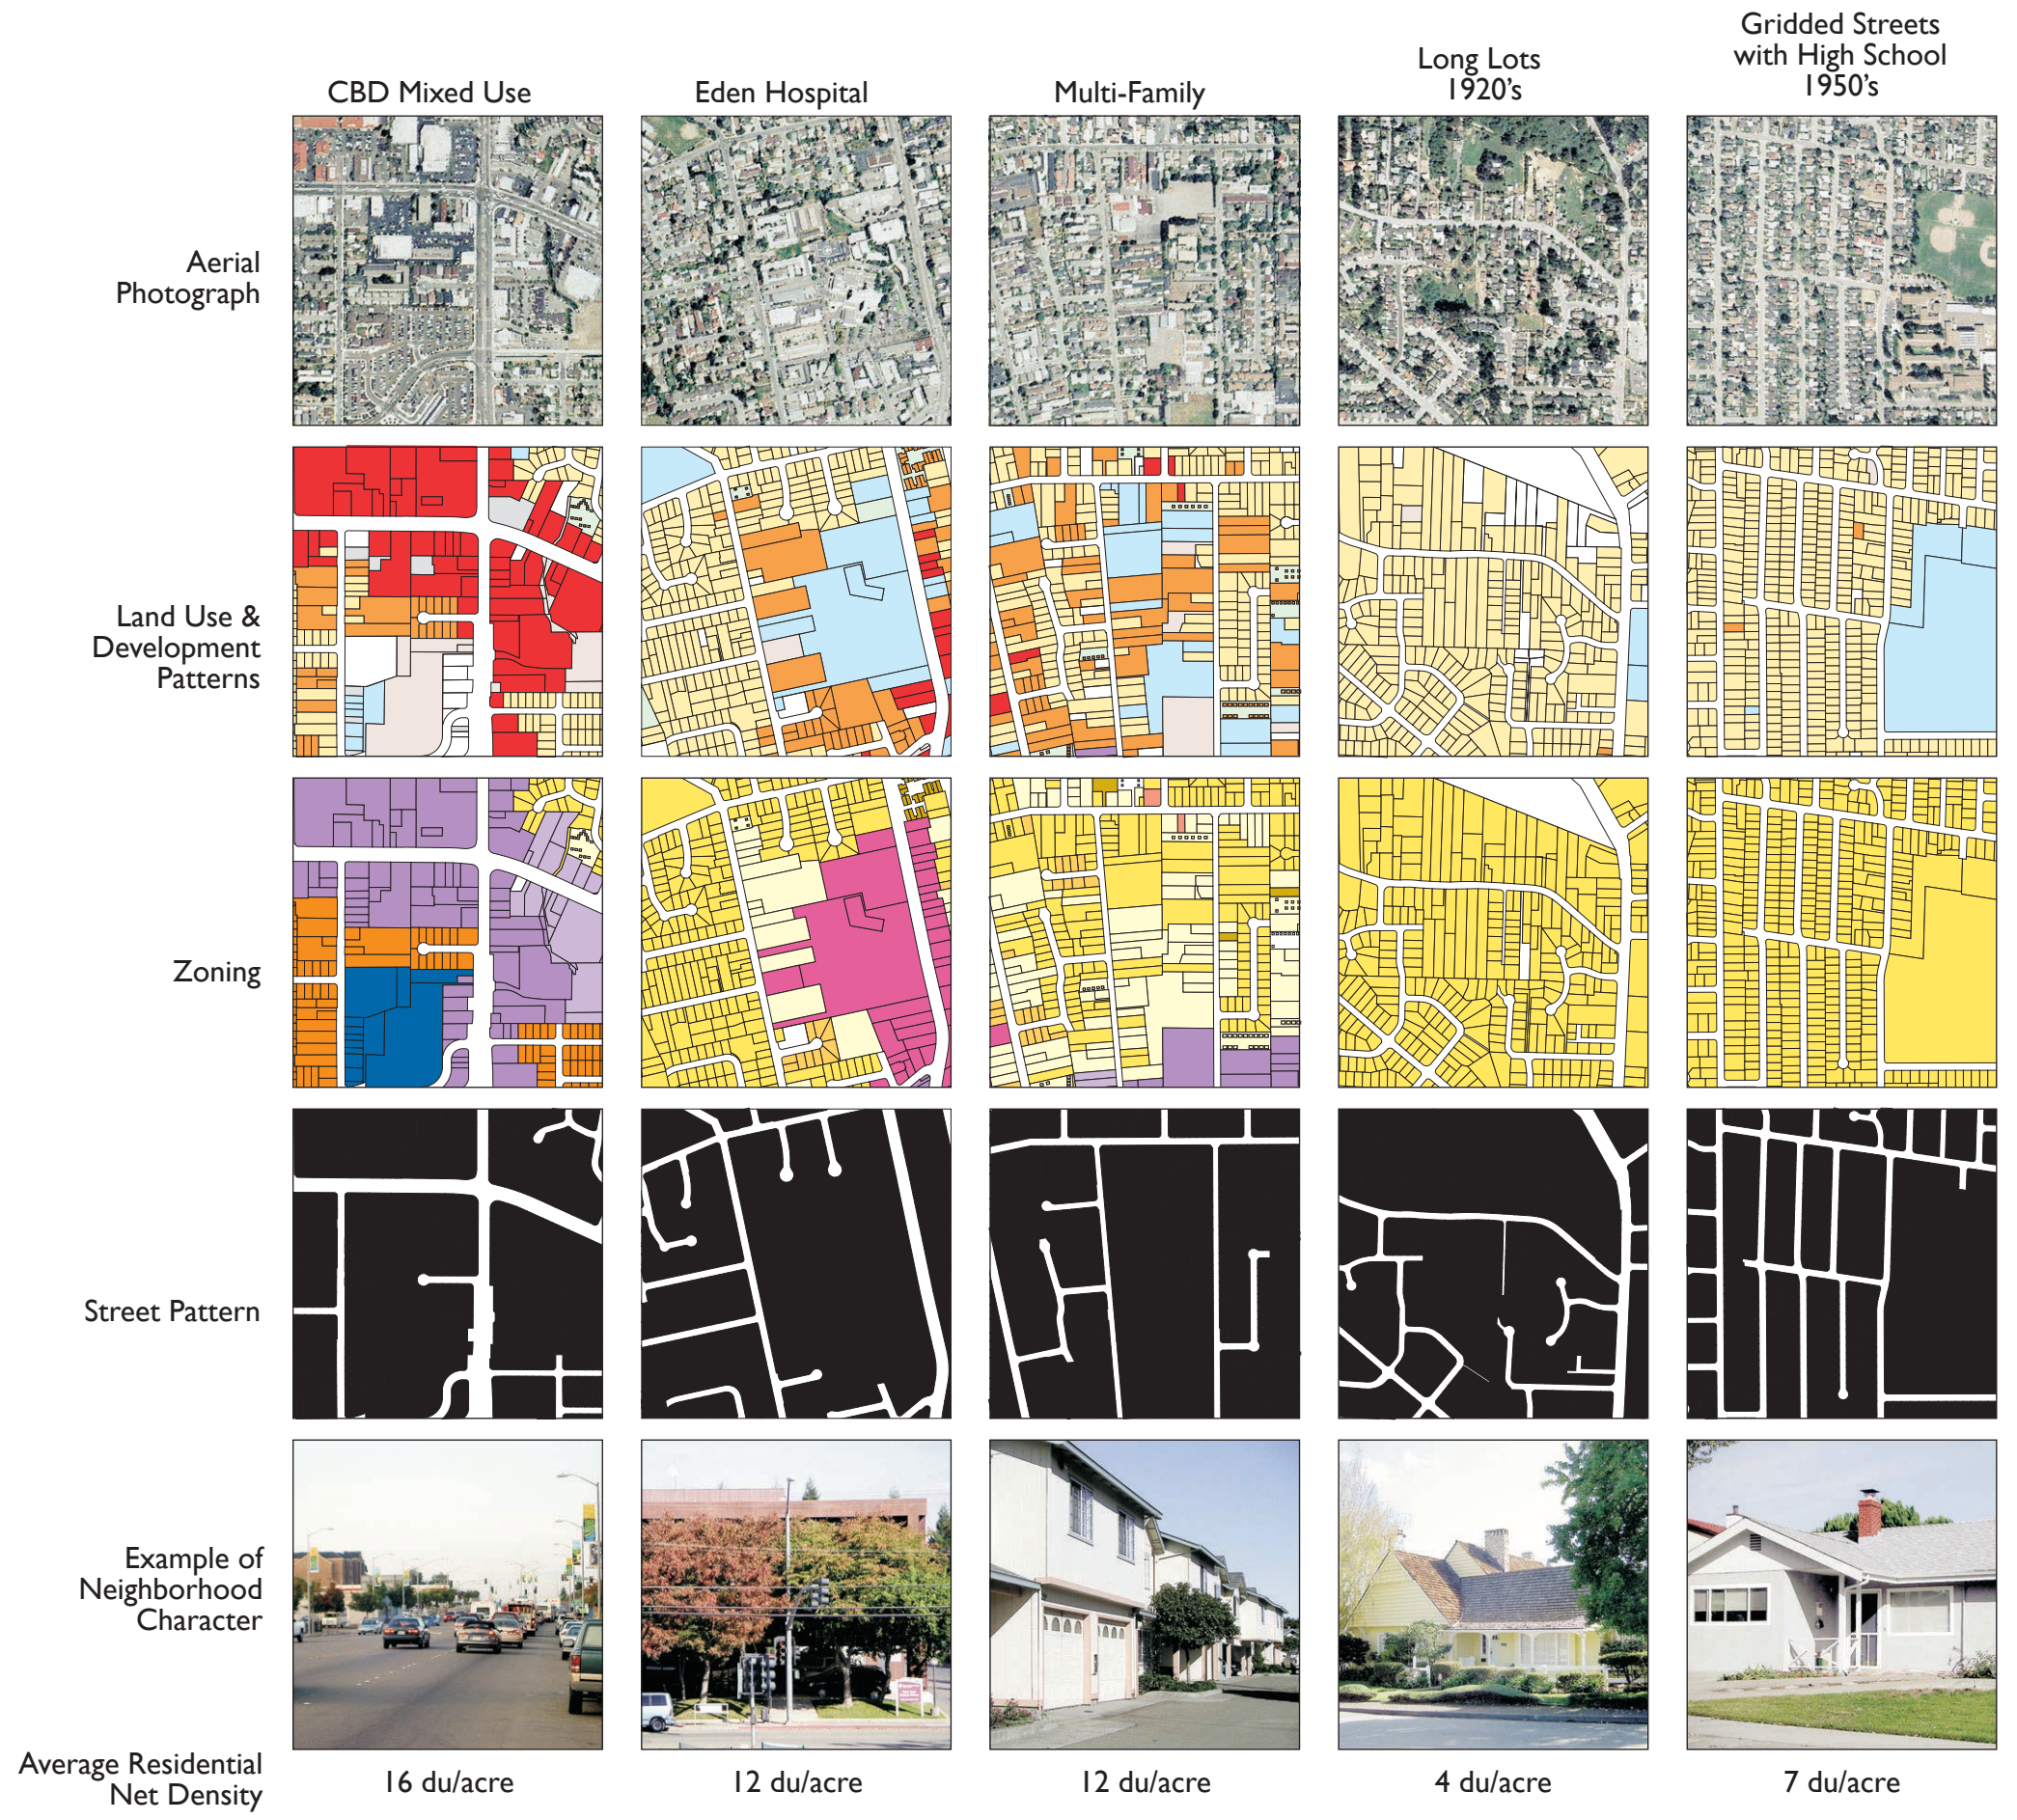 CBD Mixed Use
Eden Hospital
Multi-Family
Long Lots
1920's
Gridded Streets
with High School
1950's
Aerial
Photograph
Land Use &
Development
Patterns
Zoning
Street Pattern
Example of
Neighborhood
Character
Average Residential
Net Density
16 du/acre
12 du/acre
12 du/acre
4 du/acre
7 du/acre